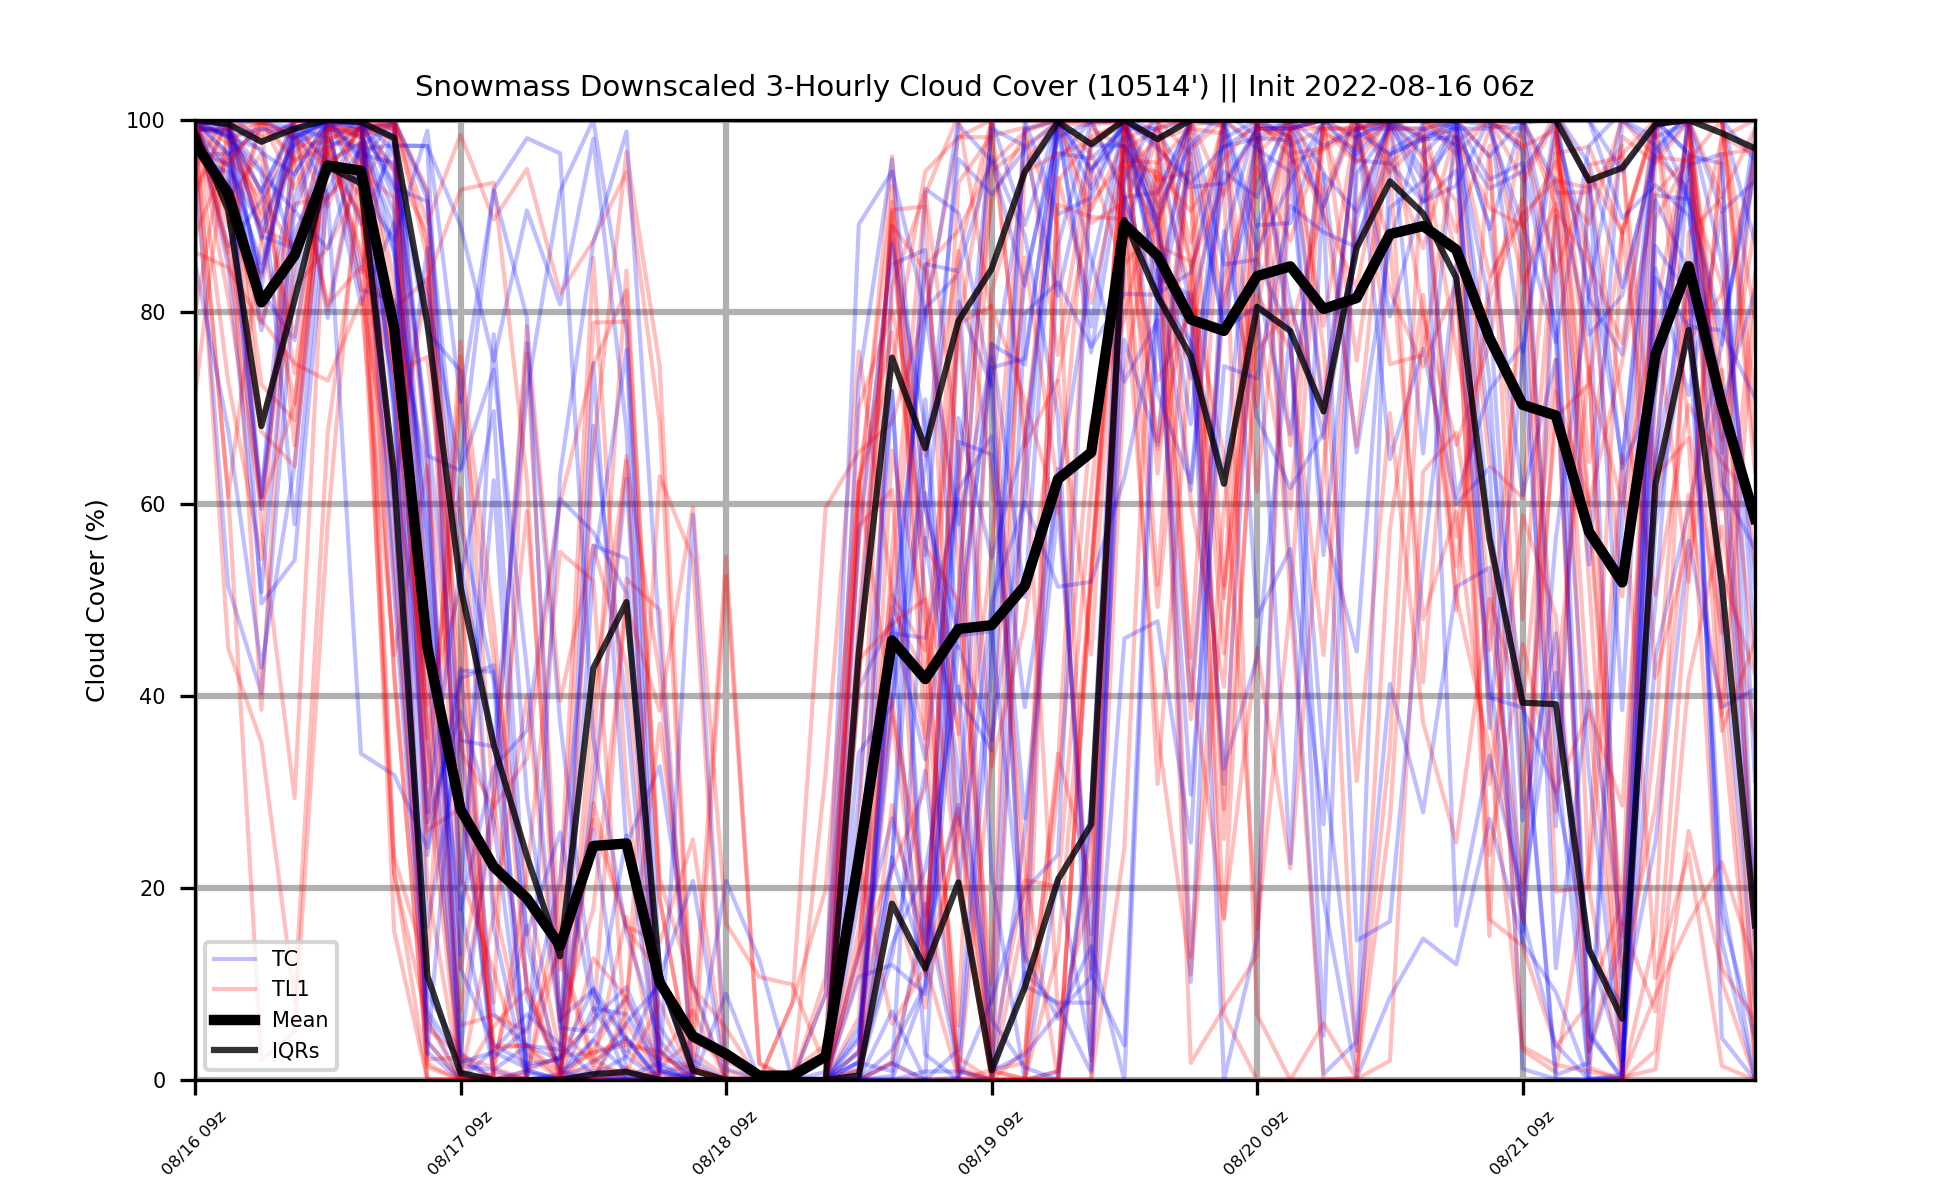 Snowmass Downscaled 3-Hourly Cloud Cover (10514') || Init 2022-08-16 06z
Cloud Cover (%)
100
80
60
40
20
0
TC
TL1
Mean
IQRs
08/16 09z
08/17 09z
08/18 09z
08/19 09z
08/20 09z
08/21 09z